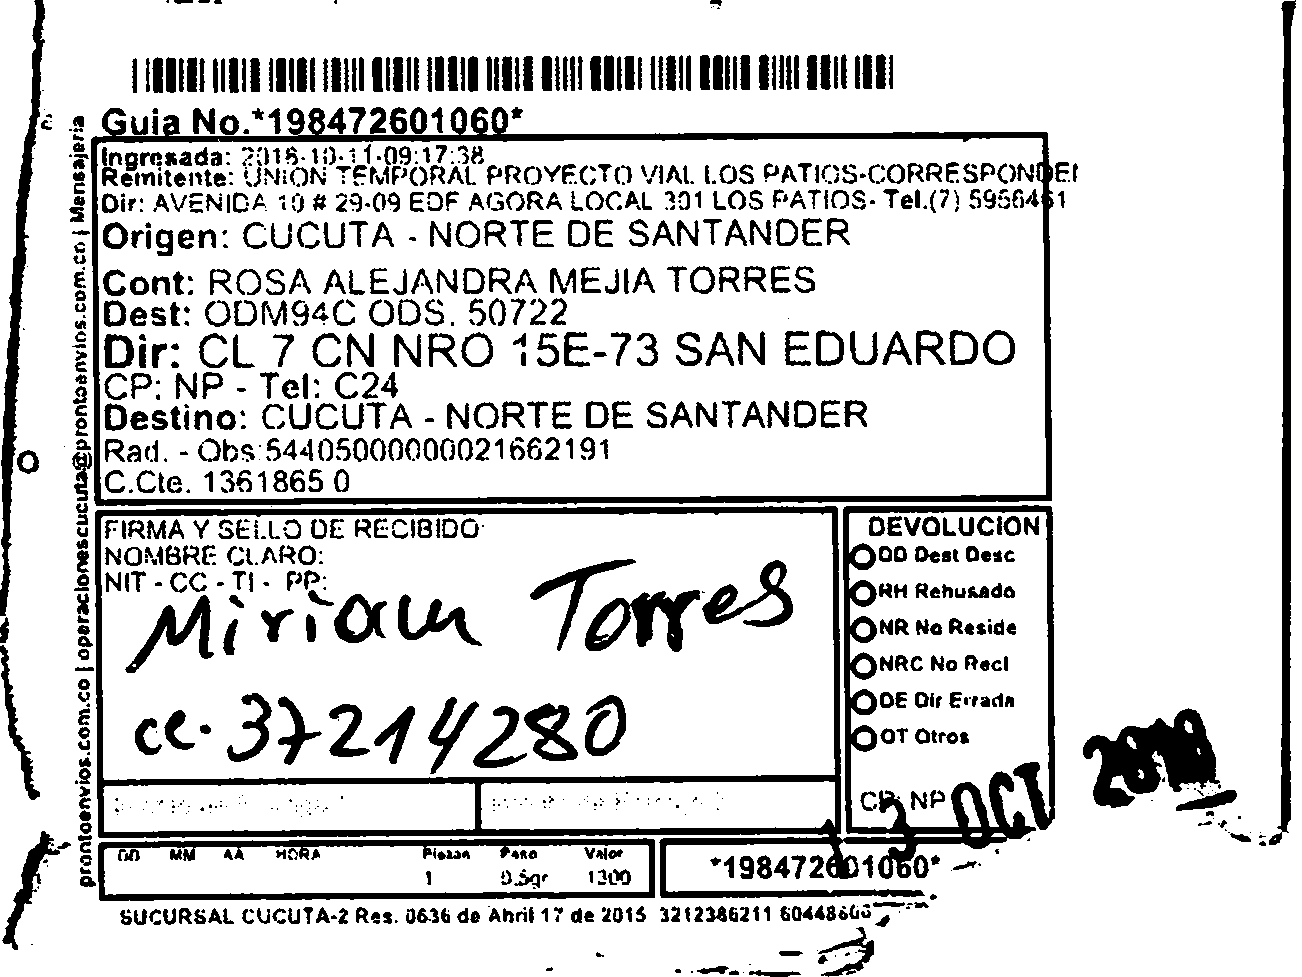 Guia No.*198472601060*
Ingresada: 2016-10-11-09:17:38
Remitente: UNION TEMPORAL PROYECTO VIAL LOS PATIOS-CORRESPONDEN
Dir: AVENIDA 10 # 29-09 EDF AGORA LOCAL 301 LOS PATIOS- Tel.(7) 5956461
Origen: CUCUTA - NORTE DE SANTANDER
Cont: ROSA ALEJANDRA MEJIA TORRES
Dest: ODM94C ODS. 50722
Dir: CL 7 CN NRO 15E-73 SAN EDUARDO
CP: NP - Tel: C24
Destino: CUCUTA - NORTE DE SANTANDER
Rad. - Obs:544050000000021662191
C.Cte. 1361865 0
prontoenvios.com.co | operacionescucuta@prontoenvios.com.co | Mensajeria
FIRMA Y SELLO DE RECIBIDO
NOMBRE CLARO:
NIT - CC - TI - PP:
Miriam Torres
cc. 37214280
DEVOLUCION
DD Dest Desc
RH Rehusado
NR No Reside
NRC No Recl
DE Dir Errada
OT Otros
CP: NP
13 OCT
DD MM AA HORA
Piezas Peso Valor
1 0.5gr 1300
*198472601060*
SUCURSAL CUCUTA-2 Res. 0636 de Abril 17 de 2015 3212386211